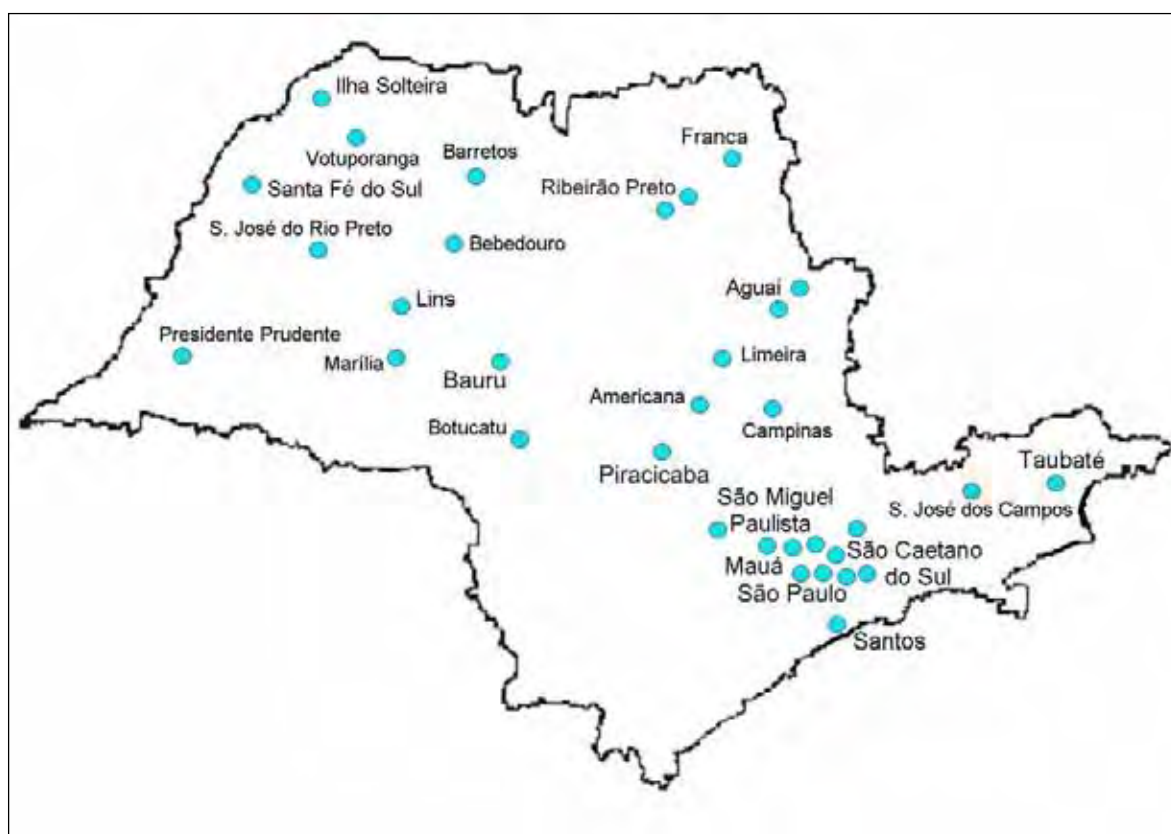 Ilha Solteira
Votuporanga
Barretos
Franca
Santa Fé do Sul
Ribeirão Preto
S. José do Rio Preto
Bebedouro
Aguaí
Lins
Presidente Prudente
Marília
Bauru
Limeira
Americana
Campinas
Botucatu
Piracicaba
Taubaté
S. José dos Campos
São Miguel
Paulista
São Caetano
do Sul
Mauá
São Paulo
Santos